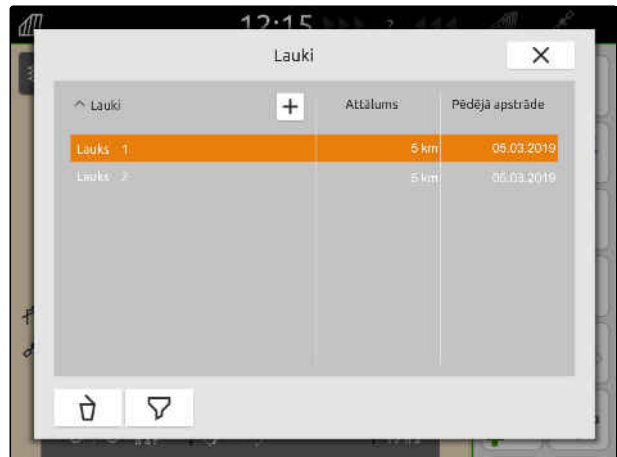 12:15
Lauki
^ Lauki + Attālums Pēdējā apstrāde
Lauks 1 5 km 05.03.2019
Lauks 2 5 km 05.03.2019